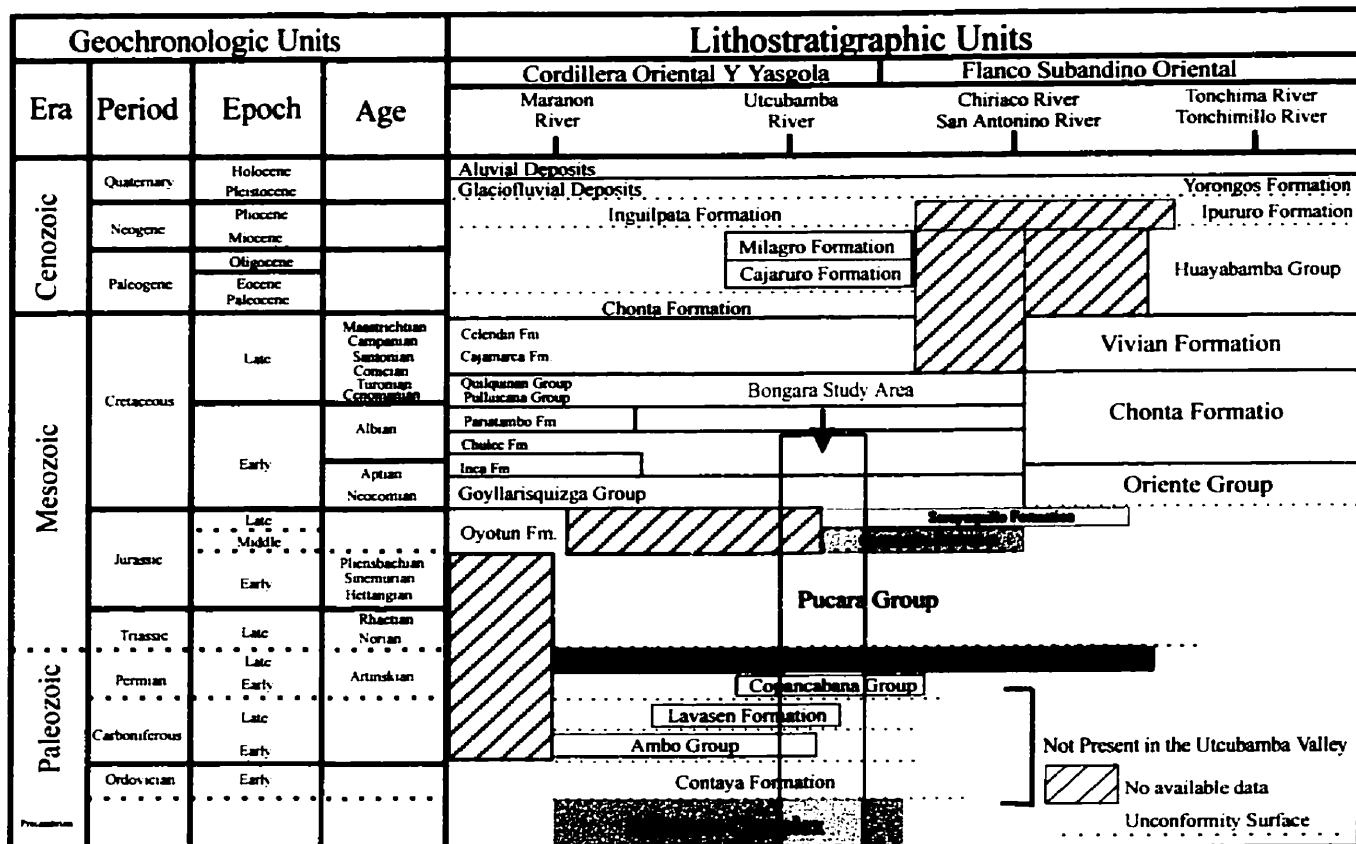 Geochronologic Units
Lithostratigraphic Units
Cordillera Oriental Y Yasgola
Flanco Subandino Oriental
Era
Period
Epoch
Age
Maranon
River
Utcubamba
River
Chiriaco River
San Antonino River
Tonchima River
Tonchimillo River
Cenozoic
Quaternary
Holocene
Pleistocene
Aluvial Deposits
Glaciofluvial Deposits
Yorongos Formation
Neogene
Pliocene
Miocene
Inguilpata Formation
Ipururo Formation
Milagro Formation
Paleogene
Oligocene
Eocene
Paleocene
Cajaruro Formation
Huayabamba Group
Chonta Formation
Mesozoic
Cretaceous
Late
Maastrichtian
Campanian
Santonian
Conician
Turonian
Cenomanian
Celendin Fm
Cajamarca Fm.
Vivian Formation
Quilquinan Group
Pulluicana Group
Bongara Study Area
Chonta Formatio
Early
Albian
Pariatambo Fm
Chulec Fm
Aptian
Neocomian
Inca Fm
Goyllarisquizga Group
Oriente Group
Jurassic
Late
Middle
Early
Pliensbachian
Sinemurian
Hettangian
Oyotun Fm.
Sarayaquillo Formation
Pucara Group
Triassic
Late
Rhaetian
Norian
Paleozoic
Permian
Late
Early
Artinskian
Copancabana Group
Carboniferous
Late
Early
Lavasen Formation
Ambo Group
Not Present in the Utcubamba Valley
Ordovician
Early
Contaya Formation
No available data
Precambrian
Unconformity Surface